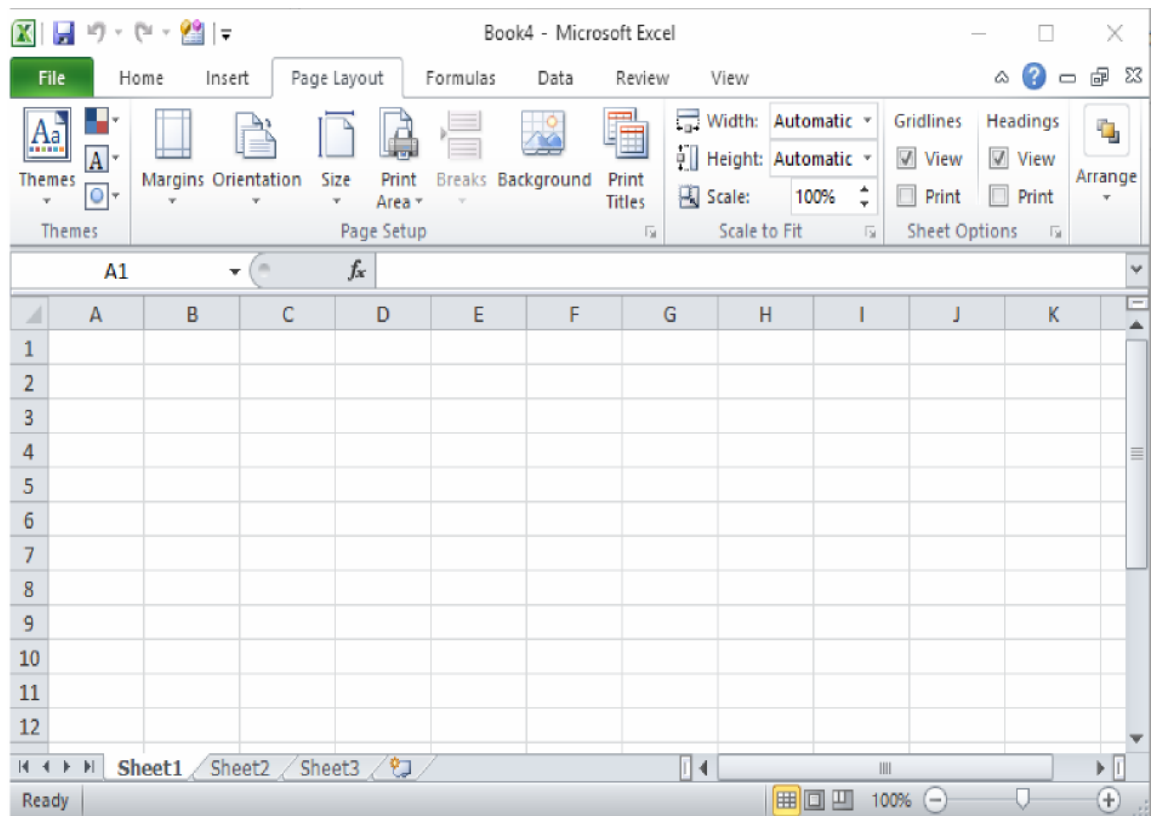 Book4 - Microsoft Excel
File Home Insert Page Layout Formulas Data Review View
Width: Automatic Gridlines Headings
Height: Automatic View View
Themes Margins Orientation Size Print Area Breaks Background Print Titles Scale: 100% Print Print Arrange
Themes Page Setup Scale to Fit Sheet Options
A1 fx
A B C D E F G H I J K
1
2
3
4
5
6
7
8
9
10
11
12
Sheet1 Sheet2 Sheet3
Ready 100%